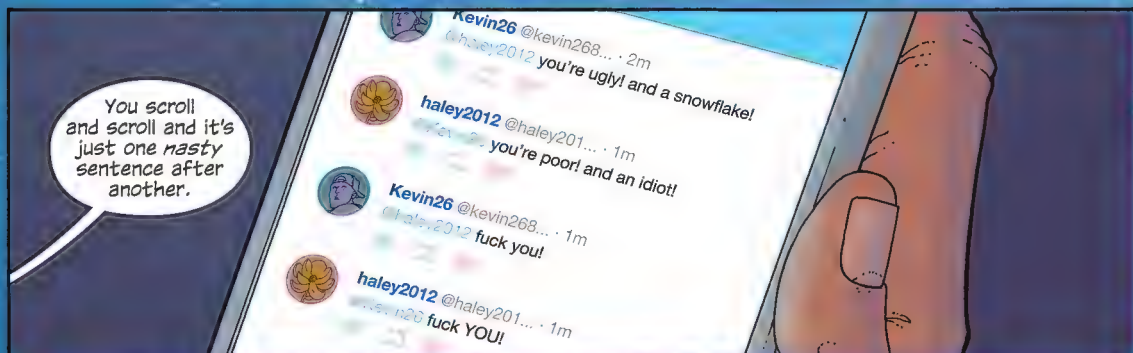 You scroll
and scroll and it's
just one nasty
sentence after
another.
Kevin26 @kevin268... · 2m
@haley2012 you're ugly! and a snowflake!
haley2012 @haley201... · 1m
you're poor! and an idiot!
Kevin26 @kevin268... · 1m
@haley2012 fuck you!
haley2012 @haley201... · 1m
fuck YOU!